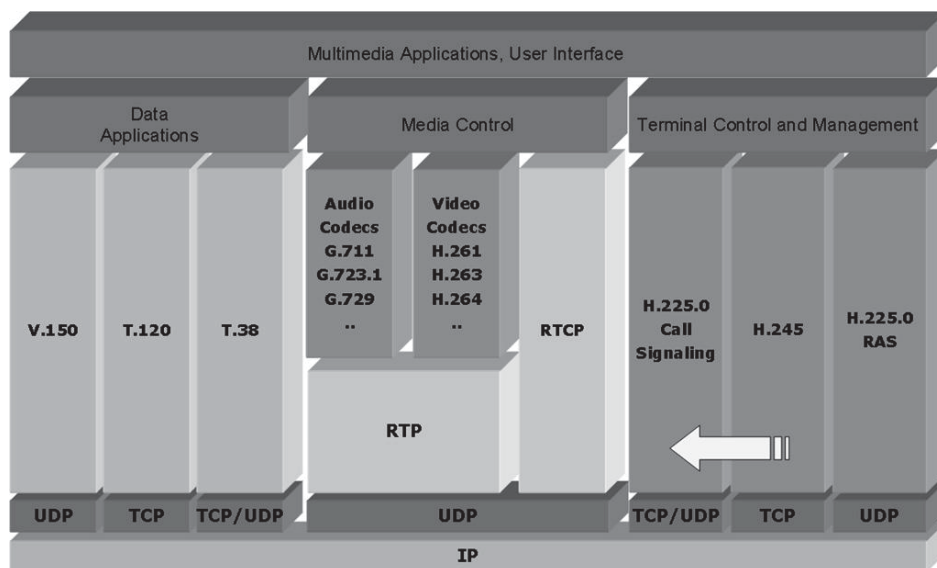 Multimedia Applications, User Interface
Data
Applications
Media Control
Terminal Control and Management
V.150
T.120
T.38
Audio
Codecs
G.711
G.723.1
G.729
..
Video
Codecs
H.261
H.263
H.264
..
RTP
RTCP
H.225.0
Call
Signaling
H.245
H.225.0
RAS
UDP
TCP
TCP/UDP
UDP
TCP/UDP
TCP
UDP
IP